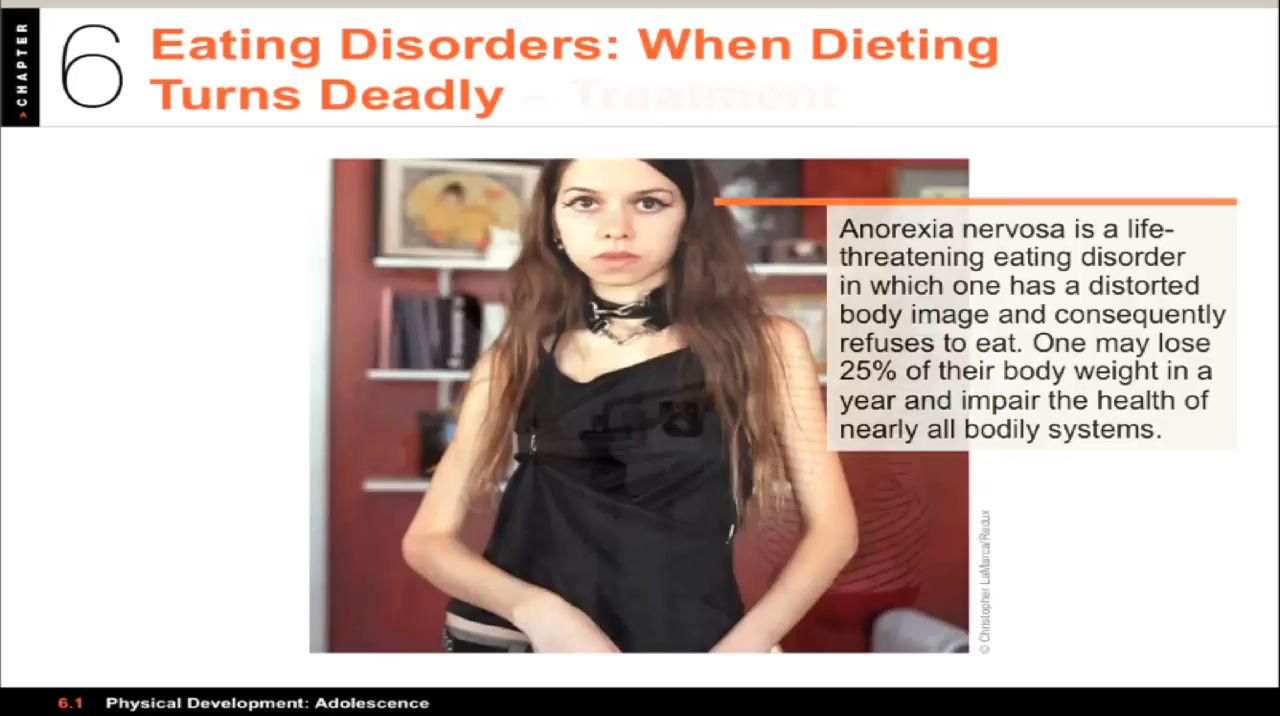 > CHAPTER
6
Eating Disorders: When Dieting
Turns Deadly – Treatment
Anorexia nervosa is a life-
threatening eating disorder
in which one has a distorted
body image and consequently
refuses to eat. One may lose
25% of their body weight in a
year and impair the health of
nearly all bodily systems.
© Christopher LaMarca/Redux
6.1 Physical Development: Adolescence